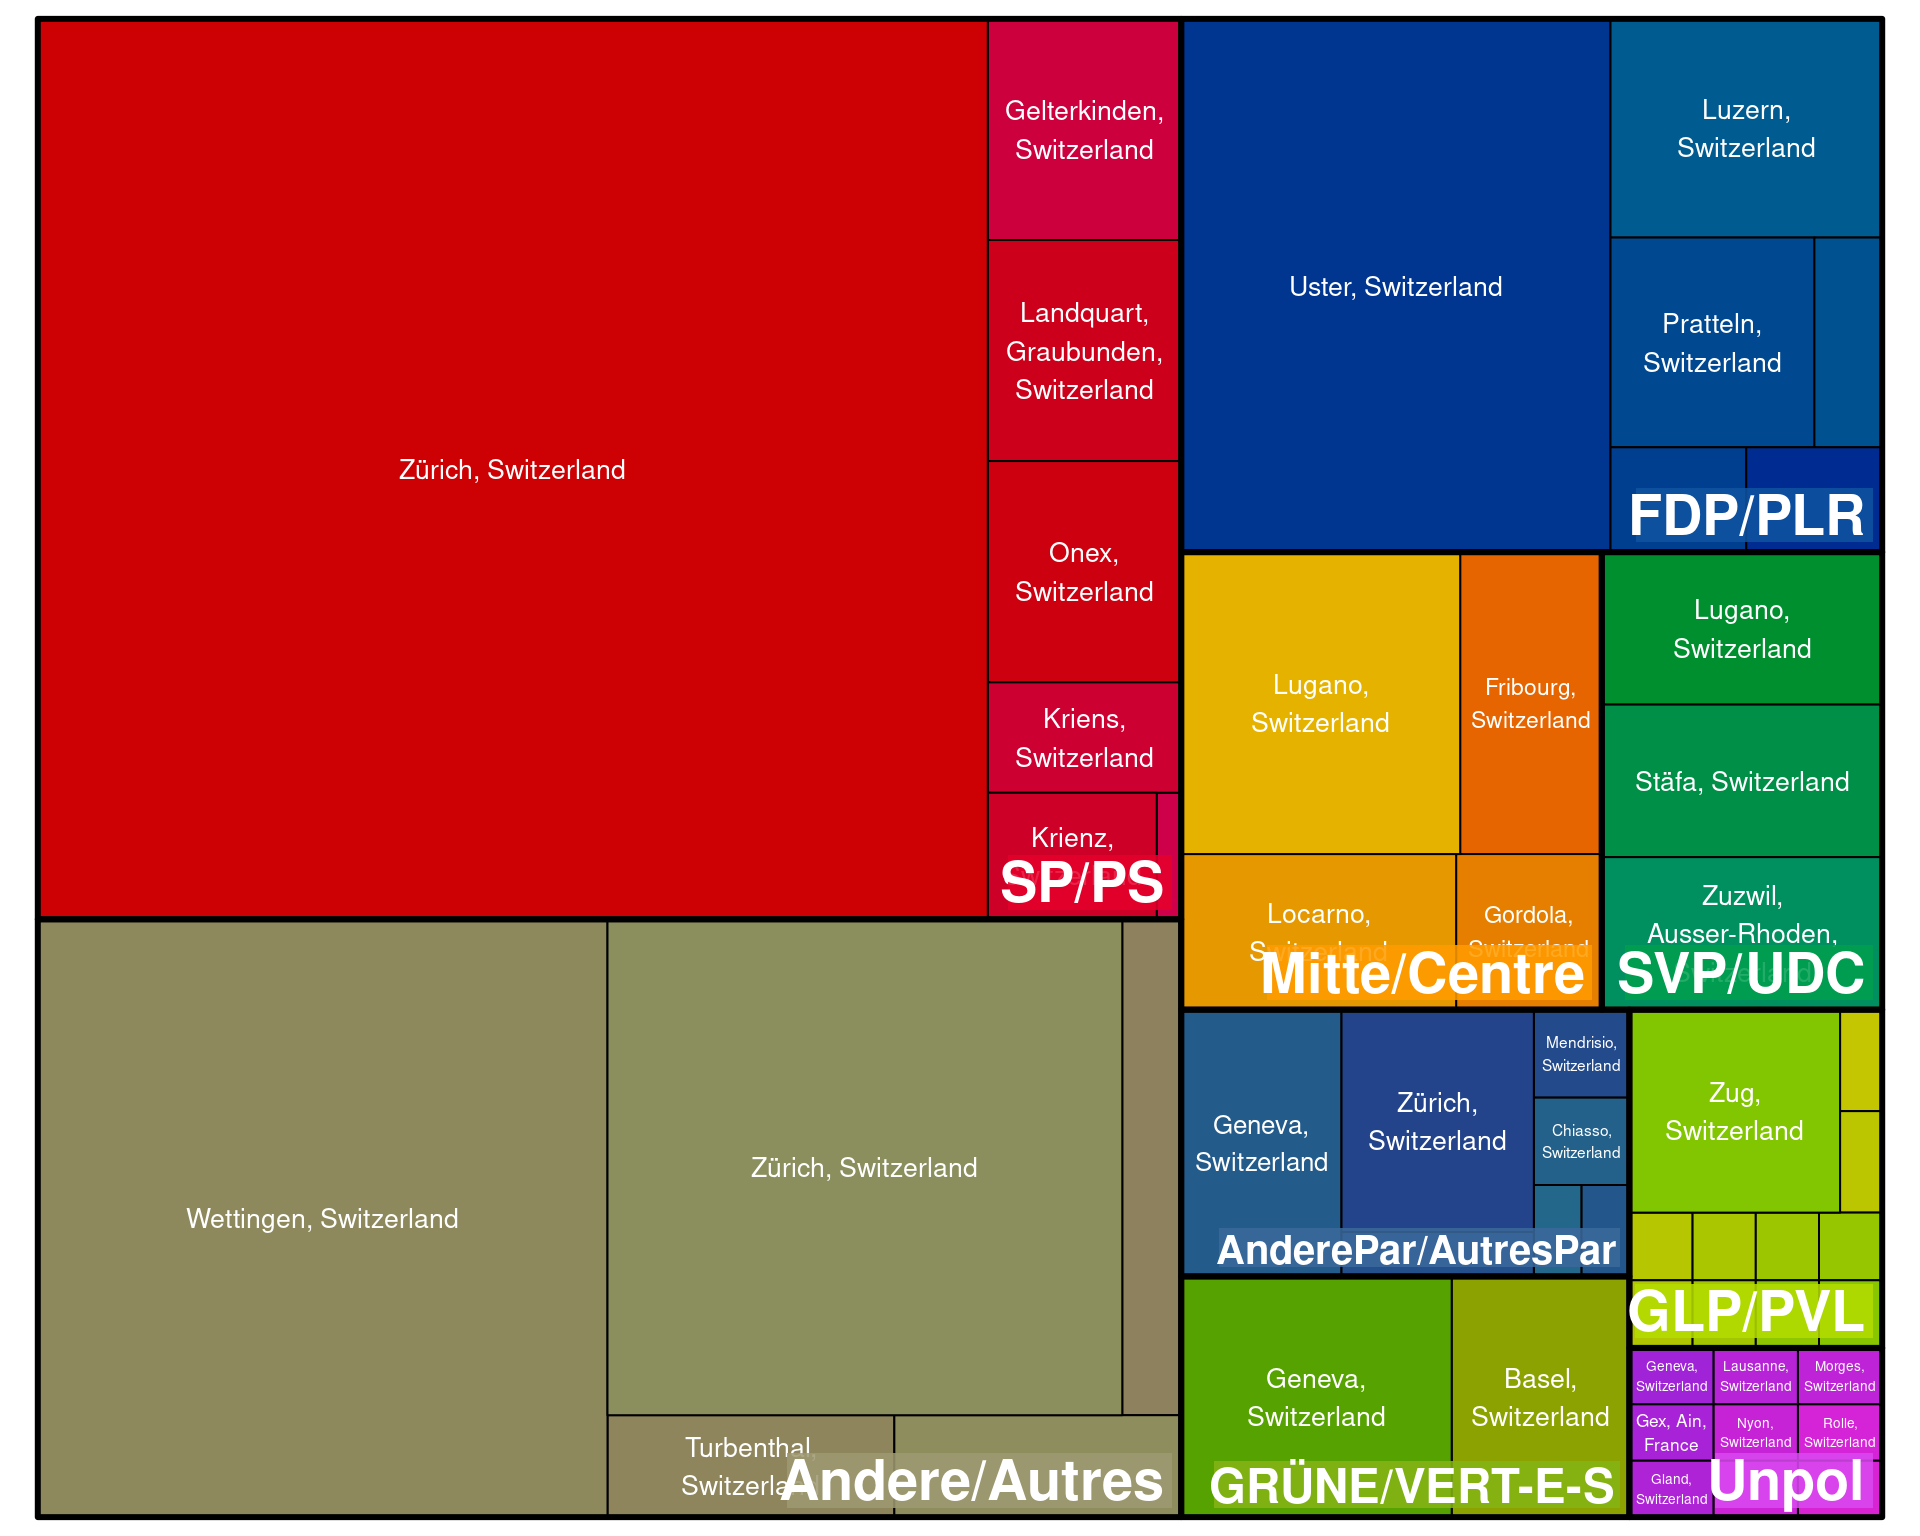 Zürich, Switzerland
Gelterkinden,
Switzerland
Landquart,
Graubunden,
Switzerland
Onex,
Switzerland
Kriens,
Switzerland
Krienz,
SP/PS
Wettingen, Switzerland
Zürich, Switzerland
Turbenthal,
Switzerland
Andere/Autres
Uster, Switzerland
Luzern,
Switzerland
Pratteln,
Switzerland
FDP/PLR
Lugano,
Switzerland
Fribourg,
Switzerland
Locarno,
Switzerland
Gordola,
Switzerland
Mitte/Centre
Lugano,
Switzerland
Stäfa, Switzerland
Zuzwil,
Ausser-Rhoden,
Switzerland
SVP/UDC
Geneva,
Switzerland
Zürich,
Switzerland
Mendrisio,
Switzerland
Chiasso,
Switzerland
AnderePar/AutresPar
Zug,
Switzerland
GLP/PVL
Geneva,
Switzerland
Basel,
Switzerland
GRÜNE/VERT-E-S
Geneva,
Switzerland
Lausanne,
Switzerland
Morges,
Switzerland
Gex, Ain,
France
Nyon,
Switzerland
Rolle,
Switzerland
Gland,
Switzerland
Unpol